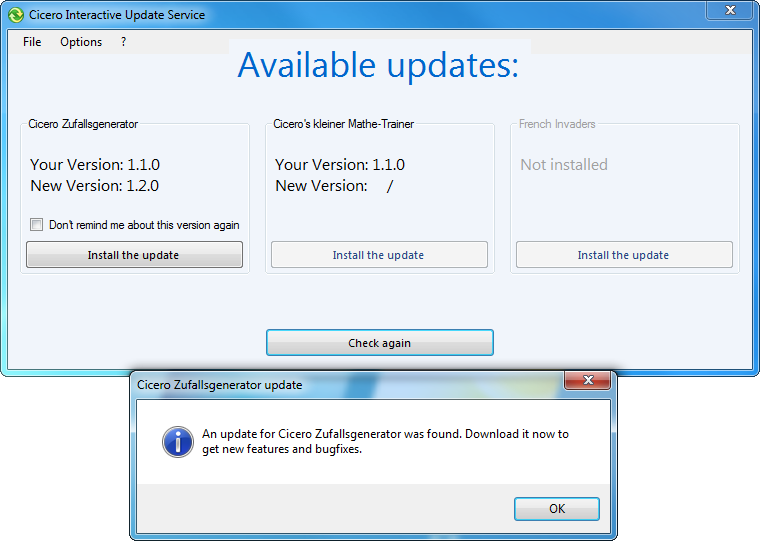 Cicero Interactive Update Service
File Options ?
Available updates:
Cicero Zufallsgenerator
Your Version: 1.1.0
New Version: 1.2.0
Don't remind me about this version again
Install the update
Cicero's kleiner Mathe-Trainer
Your Version: 1.1.0
New Version: /
Install the update
French Invaders
Not installed
Install the update
Check again
Cicero Zufallsgenerator update
An update for Cicero Zufallsgenerator was found. Download it now to
get new features and bugfixes.
OK